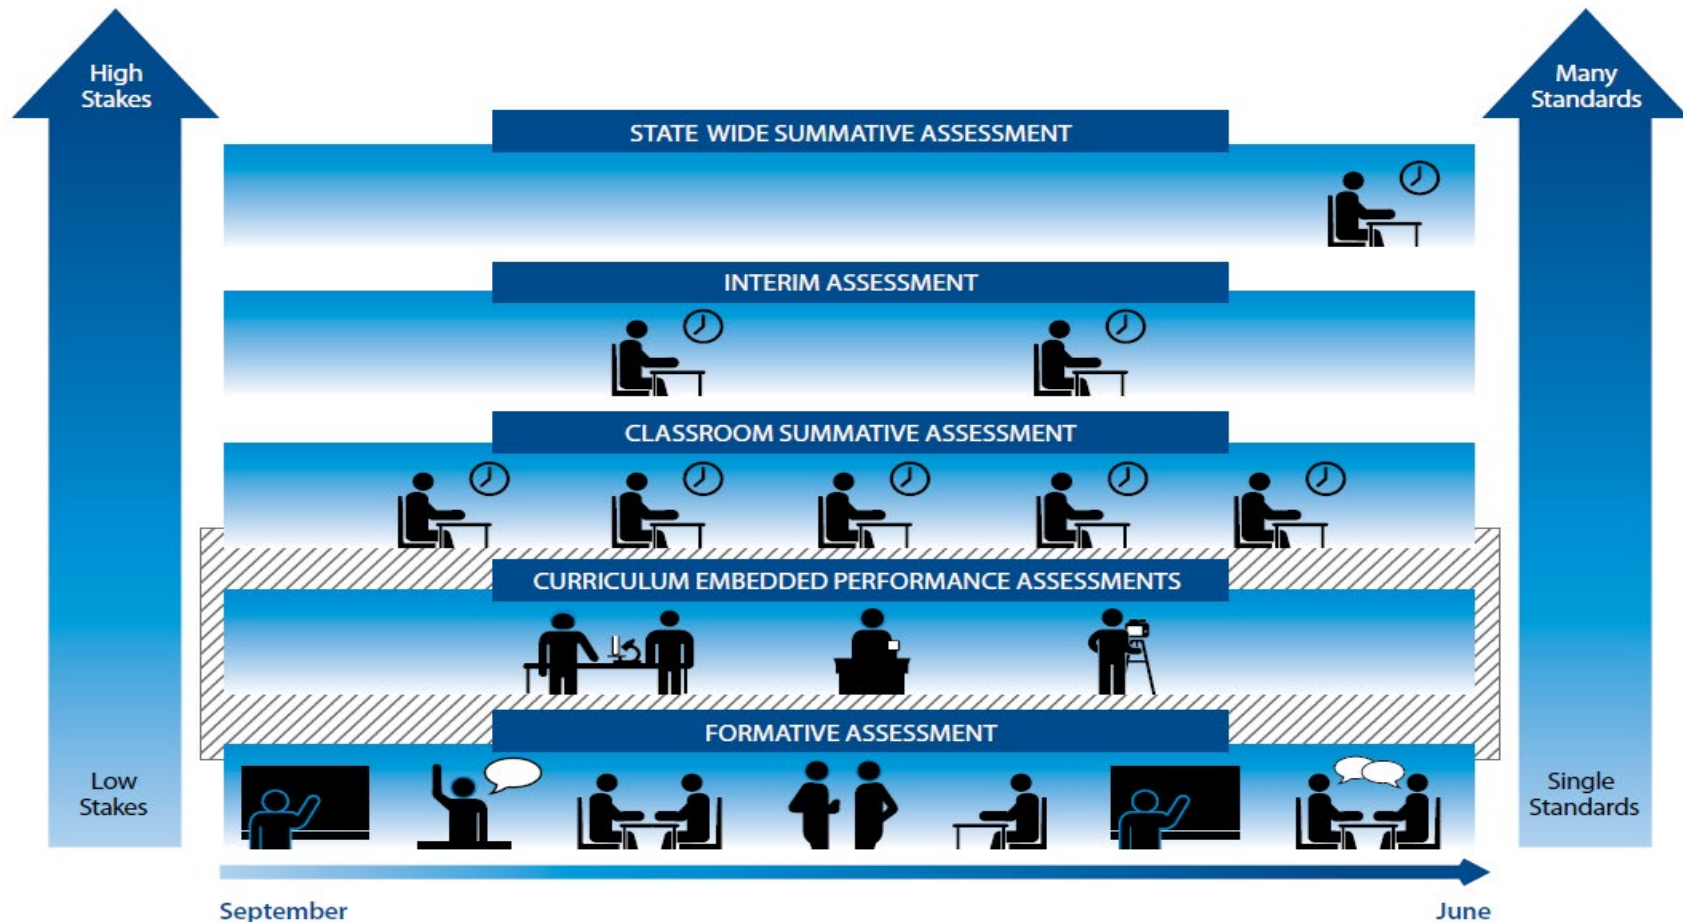 High
Stakes
Many
Standards
STATE WIDE SUMMATIVE ASSESSMENT
INTERIM ASSESSMENT
CLASSROOM SUMMATIVE ASSESSMENT
CURRICULUM EMBEDDED PERFORMANCE ASSESSMENTS
FORMATIVE ASSESSMENT
Low
Stakes
Single
Standards
September
June